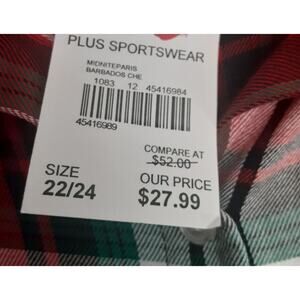 PLUS SPORTSWEAR
MIDNITEPARIS
BARBADOS CHE
1083 12 45416984
45416989
COMPARE AT
$52.00
SIZE
22/24
OUR PRICE
$27.99